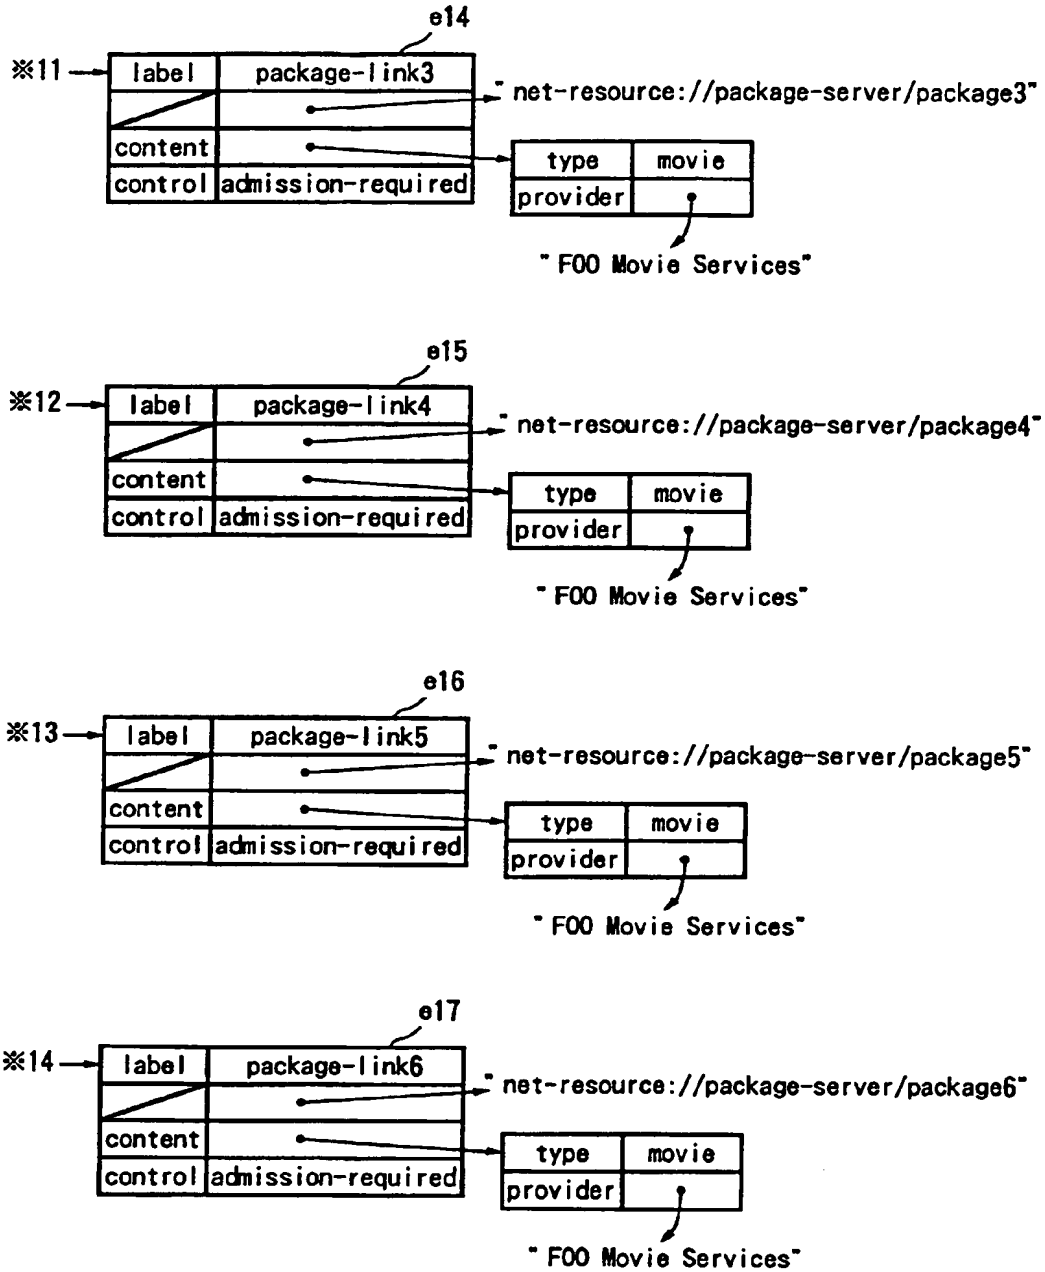 e14
※11 label package-link3
"net-resource://package-server/package3"
content type movie
control admission-required provider
"FOO Movie Services"
e15
※12 label package-link4
"net-resource://package-server/package4"
content type movie
control admission-required provider
"FOO Movie Services"
e16
※13 label package-link5
"net-resource://package-server/package5"
content type movie
control admission-required provider
"FOO Movie Services"
e17
※14 label package-link6
"net-resource://package-server/package6"
content type movie
control admission-required provider
"FOO Movie Services"